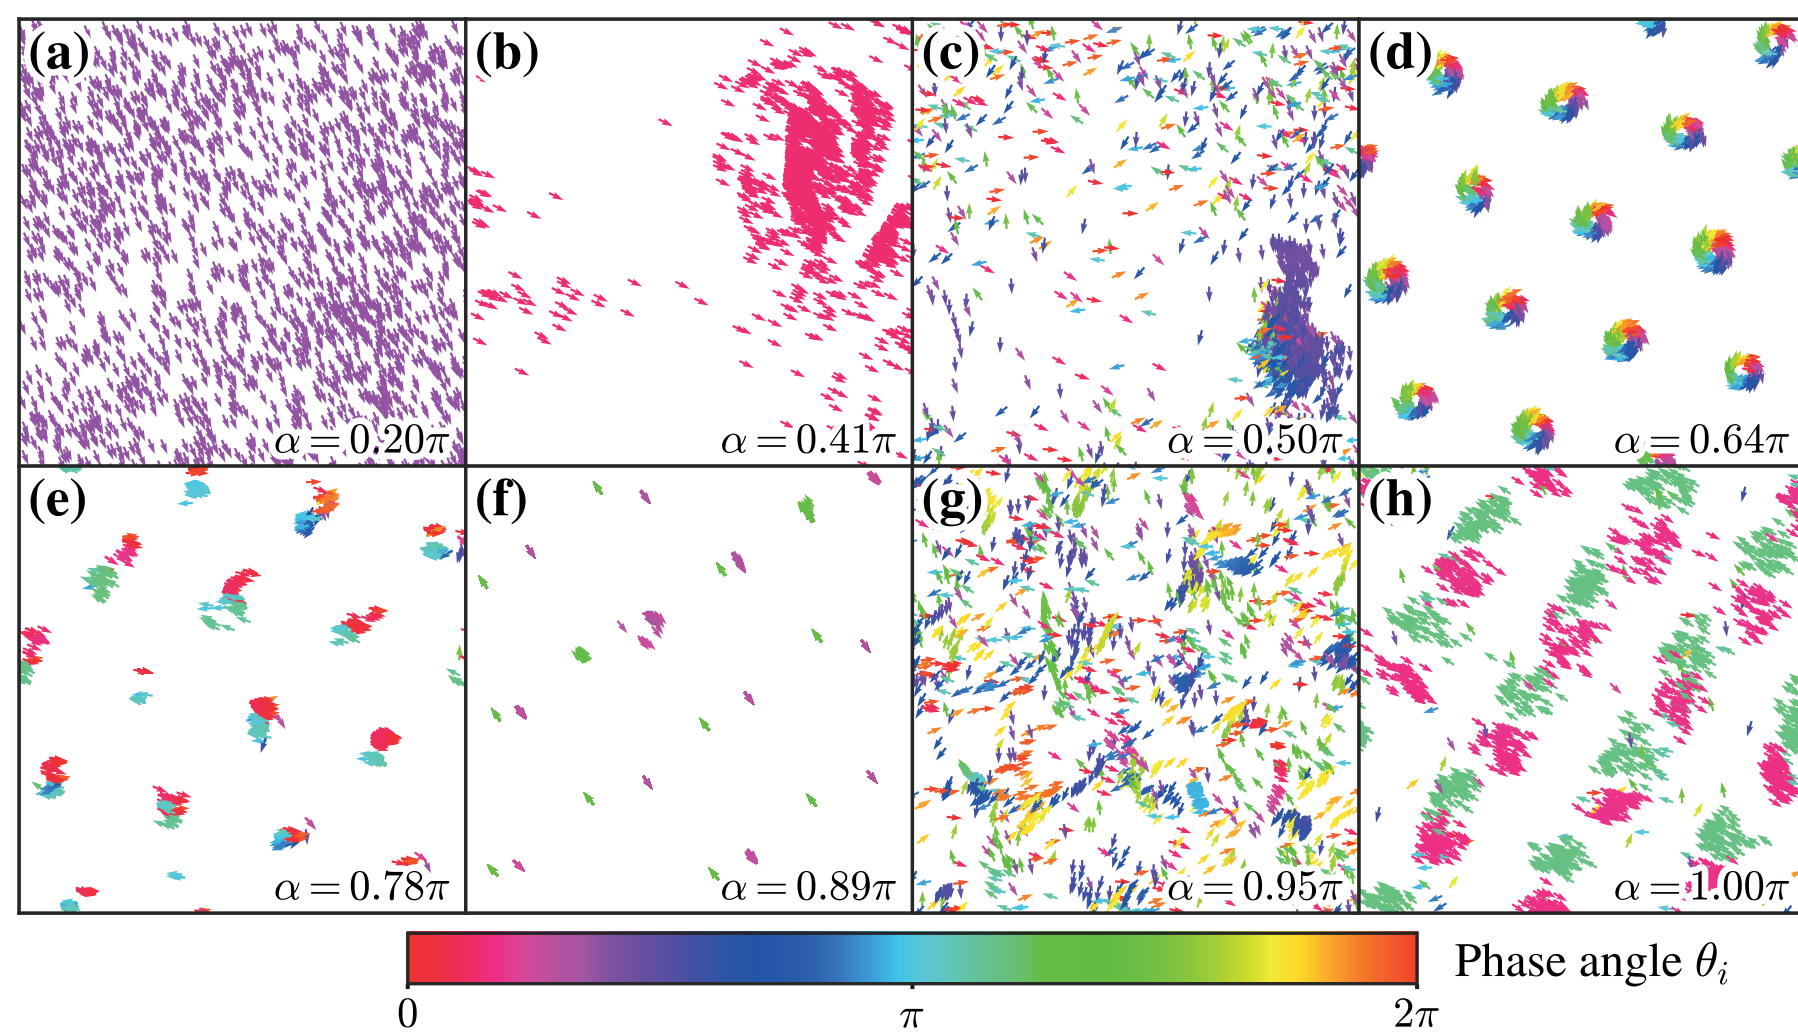 (a) (b) (c) (d)
α = 0.20π α = 0.41π α = 0.50π α = 0.64π
(e) (f) (g) (h)
α = 0.78π α = 0.89π α = 0.95π α = 1.00π
Phase angle θᵢ
0 π 2π